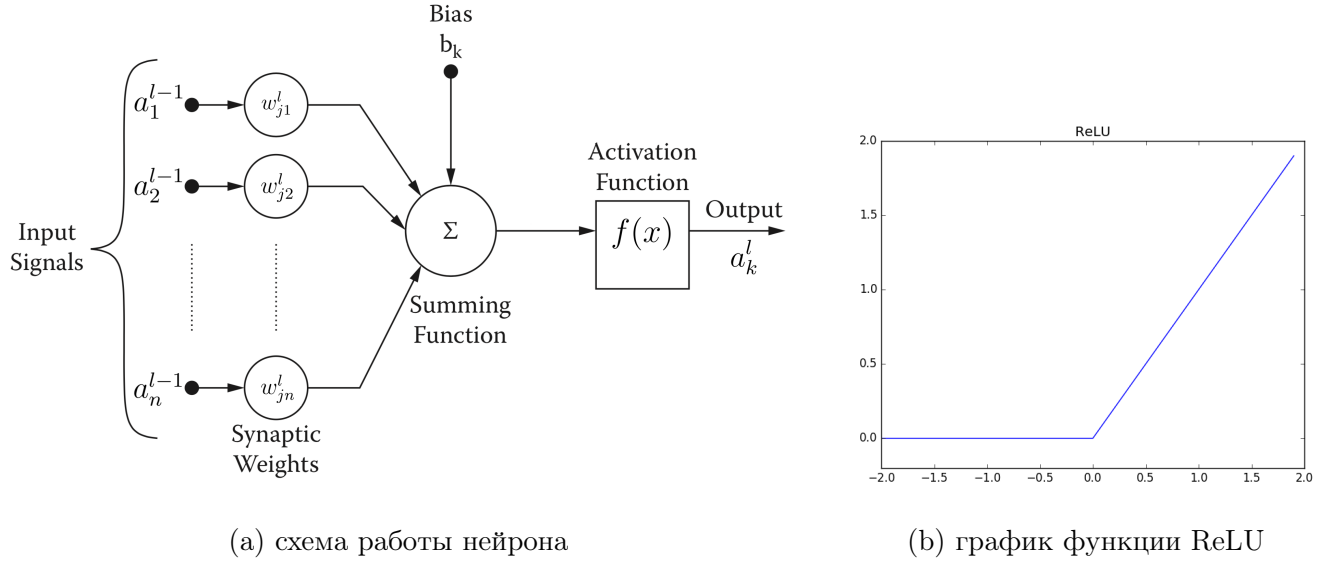 Bias
b_k
a_1^{l-1}
w_{j1}^l
a_2^{l-1}
w_{j2}^l
Input
Signals
Σ
Activation
Function
f(x)
Output
a_k^l
Summing
Function
a_n^{l-1}
w_{jn}^l
Synaptic
Weights
(a) схема работы нейрона
ReLU
2.0
1.5
1.0
0.5
0.0
−2.0 −1.5 −1.0 −0.5 0.0 0.5 1.0 1.5 2.0
(b) график функции ReLU